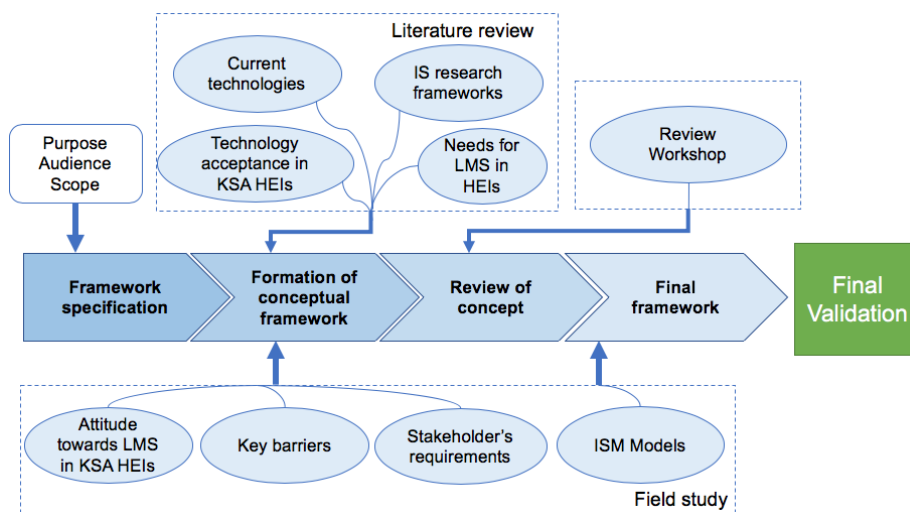 Literature review
Current
technologies
IS research
frameworks
Technology
acceptance in
KSA HEIs
Needs for
LMS in
HEIs
Review
Workshop
Purpose
Audience
Scope
Framework
specification
Formation of
conceptual
framework
Review of
concept
Final
framework
Final
Validation
Attitude
towards LMS
in KSA HEIs
Key barriers
Stakeholder's
requirements
ISM Models
Field study